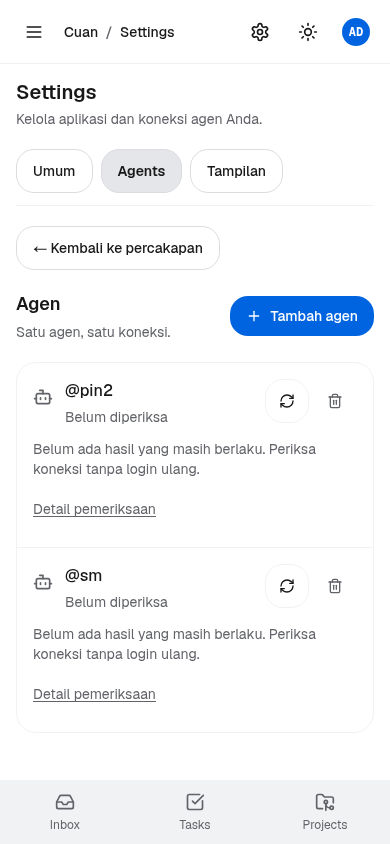 Cuan / Settings
AD
Settings
Kelola aplikasi dan koneksi agen Anda.
Umum
Agents
Tampilan
← Kembali ke percakapan
Agen
Satu agen, satu koneksi.
+ Tambah agen
@pin2
Belum diperiksa
Belum ada hasil yang masih berlaku. Periksa
koneksi tanpa login ulang.
Detail pemeriksaan
@sm
Belum diperiksa
Belum ada hasil yang masih berlaku. Periksa
koneksi tanpa login ulang.
Detail pemeriksaan
Inbox
Tasks
Projects